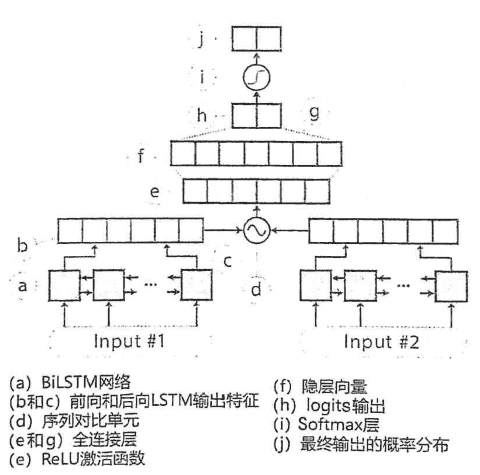 j
i
h
g
f
e
b
c
a
d
Input #1
Input #2
(a) BiLSTM网络
(b和c) 前向和后向LSTM输出特征
(d) 序列对比单元
(e和g) 全连接层
(e) ReLU激活函数
(f) 隐层向量
(h) logits输出
(i) Softmax层
(j) 最终输出的概率分布